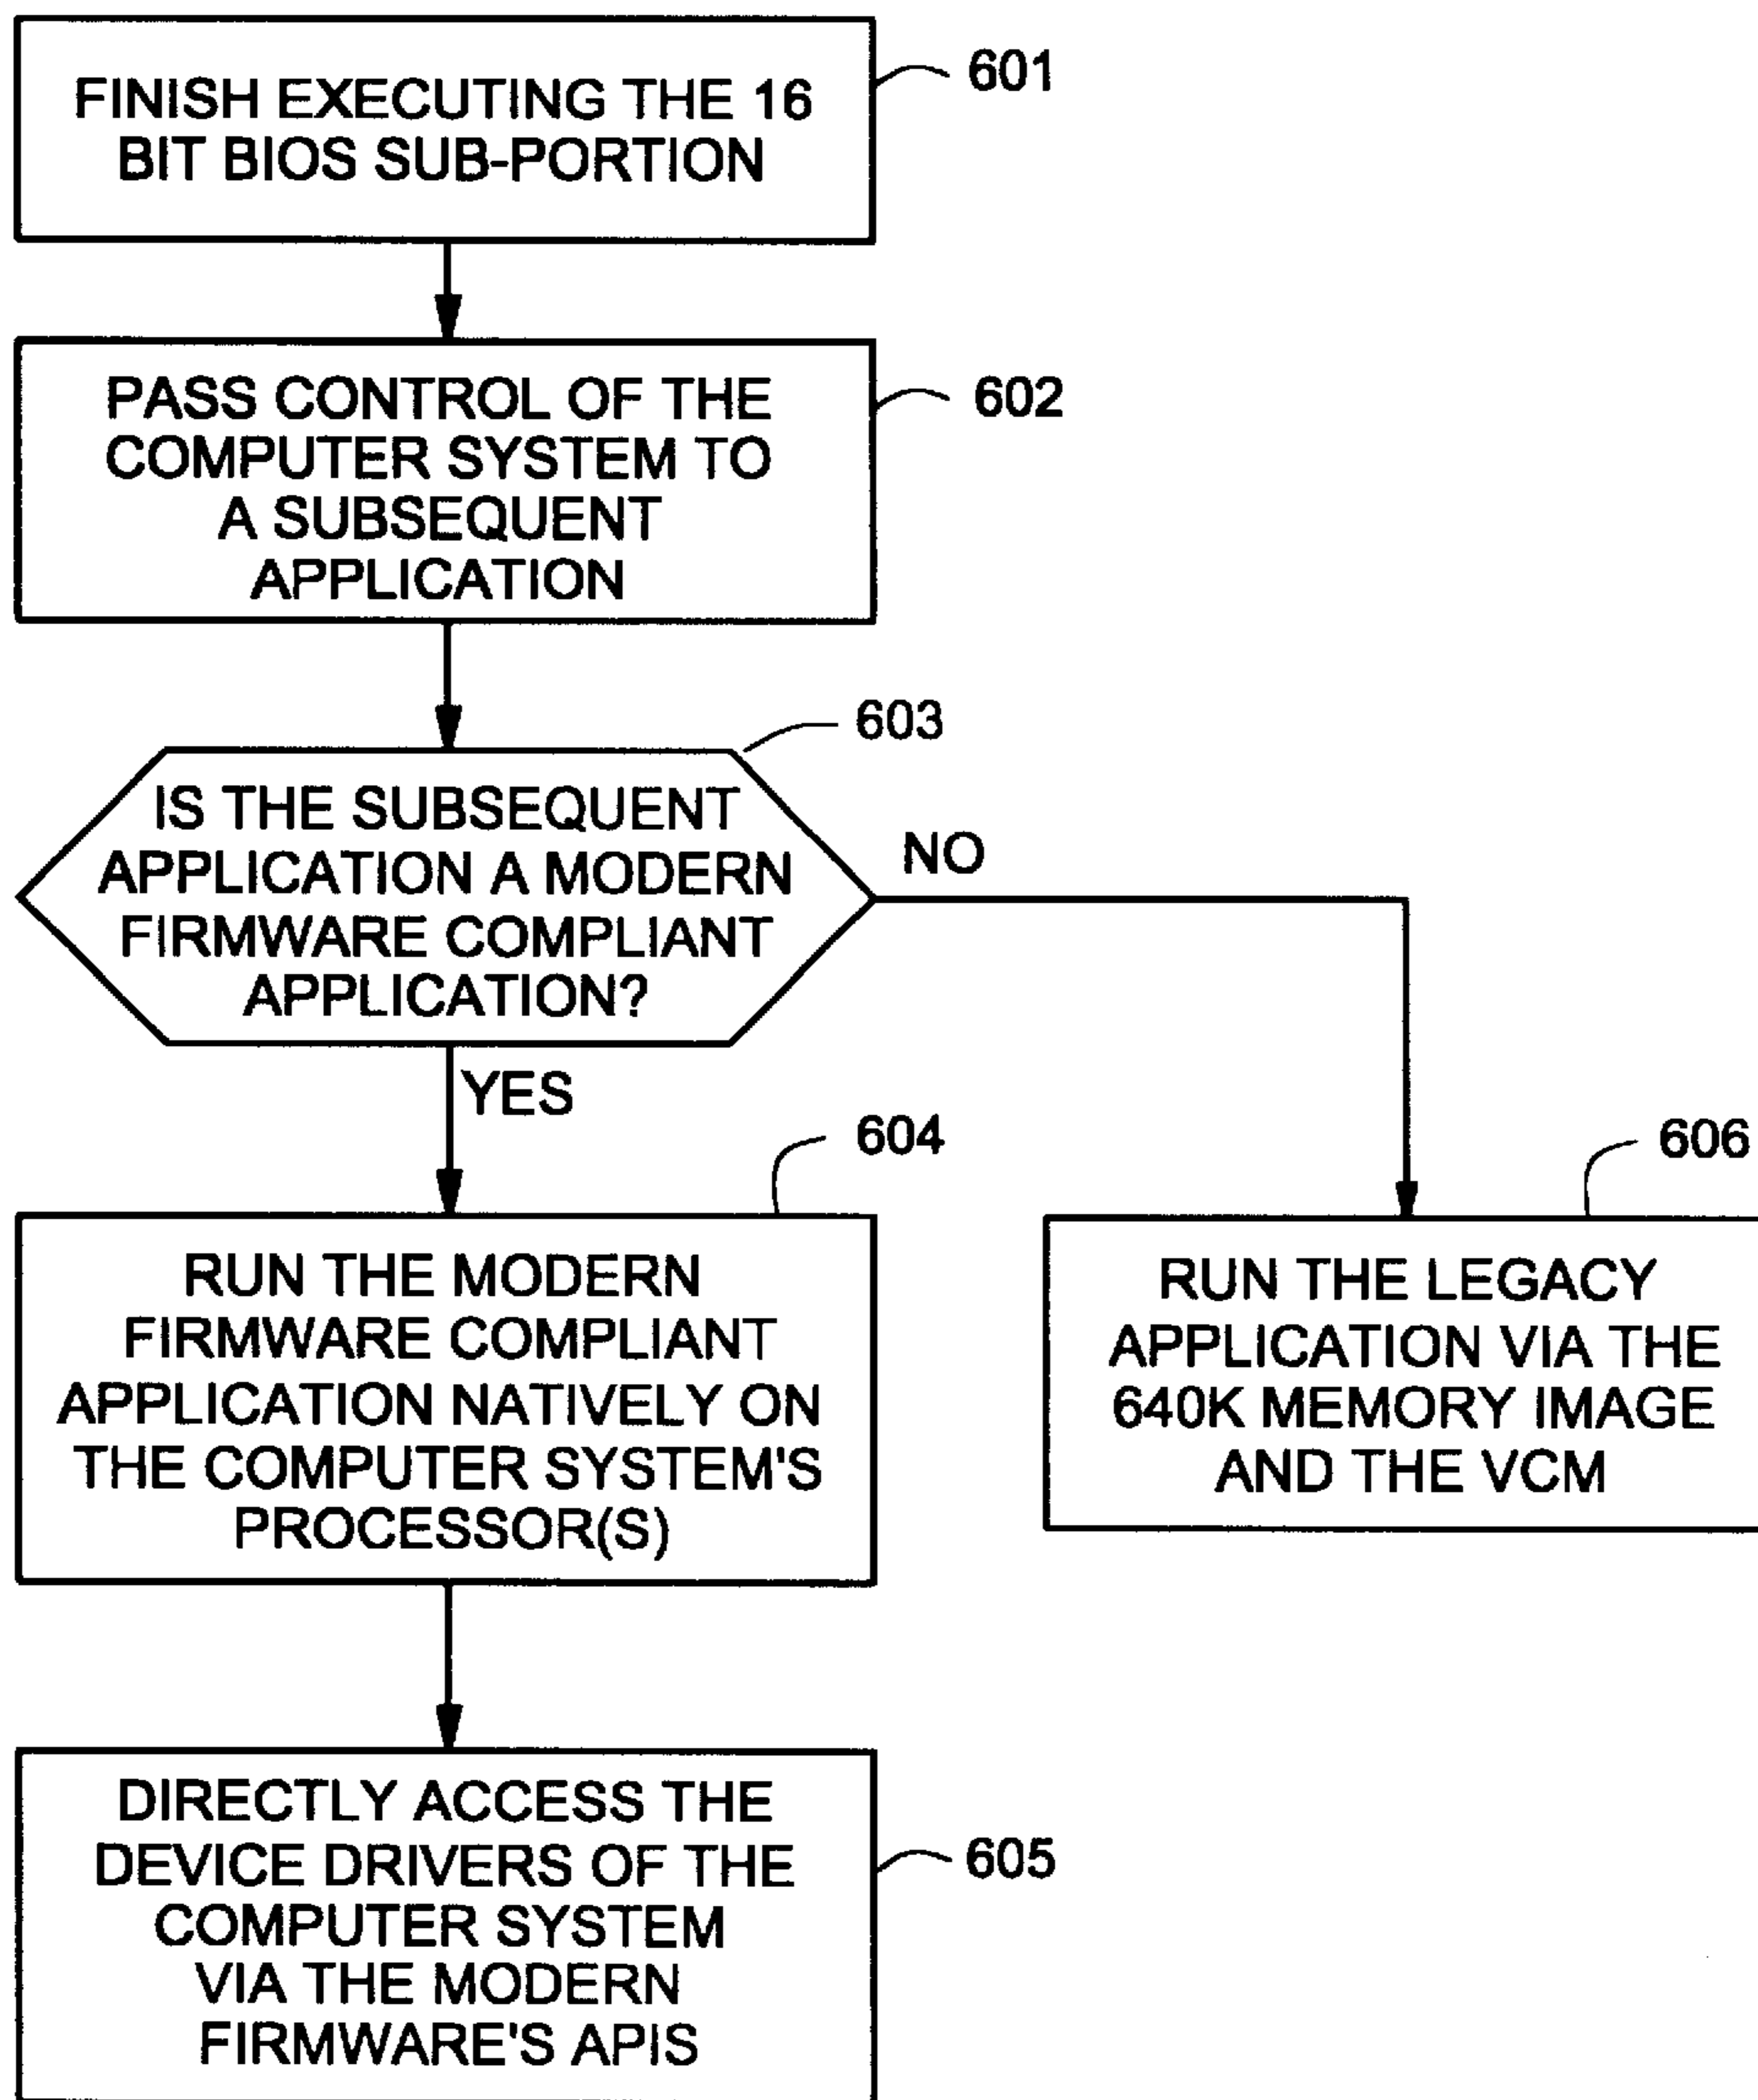 FINISH EXECUTING THE 16
BIT BIOS SUB-PORTION
601
PASS CONTROL OF THE
COMPUTER SYSTEM TO
A SUBSEQUENT
APPLICATION
602
603
IS THE SUBSEQUENT
APPLICATION A MODERN
FIRMWARE COMPLIANT
APPLICATION?
NO
YES
604
RUN THE MODERN
FIRMWARE COMPLIANT
APPLICATION NATIVELY ON
THE COMPUTER SYSTEM'S
PROCESSOR(S)
606
RUN THE LEGACY
APPLICATION VIA THE
640K MEMORY IMAGE
AND THE VCM
DIRECTLY ACCESS THE
DEVICE DRIVERS OF THE
COMPUTER SYSTEM
VIA THE MODERN
FIRMWARE'S APIS
605